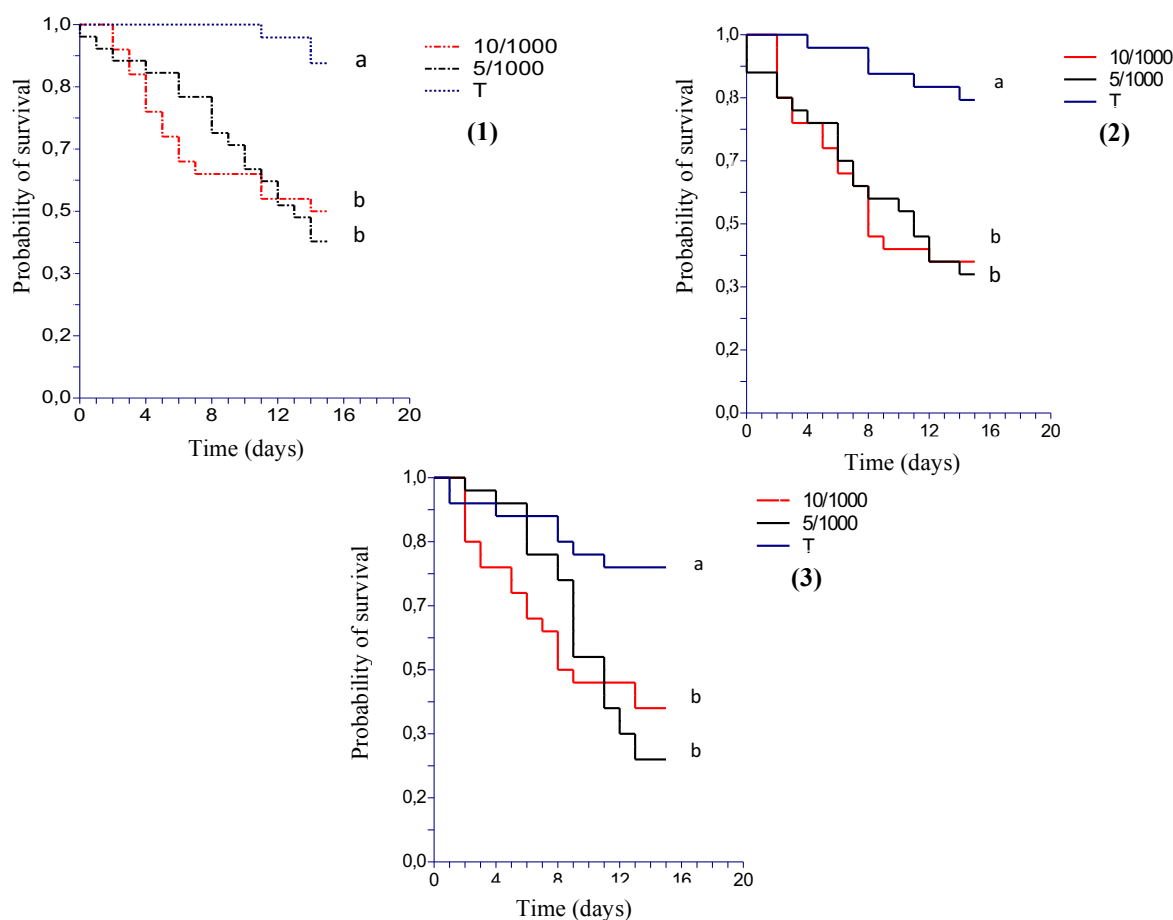 1,0
0,8
0,7
0,5
0,3
0,2
0,0
Probability of survival
0 4 8 12 16 20
Time (days)
10/1000
5/1000
T
(1)
a
b
b
1,0
0,8
0,7
0,5
0,3
0,2
0,0
Probability of survival
0 4 8 12 16 20
Time (days)
10/1000
5/1000
T
(2)
a
b
b
1,0
0,8
0,7
0,5
0,3
0,2
0,0
Probability of survival
0 4 8 12 16 20
Time (days)
10/1000
5/1000
T
(3)
a
b
b